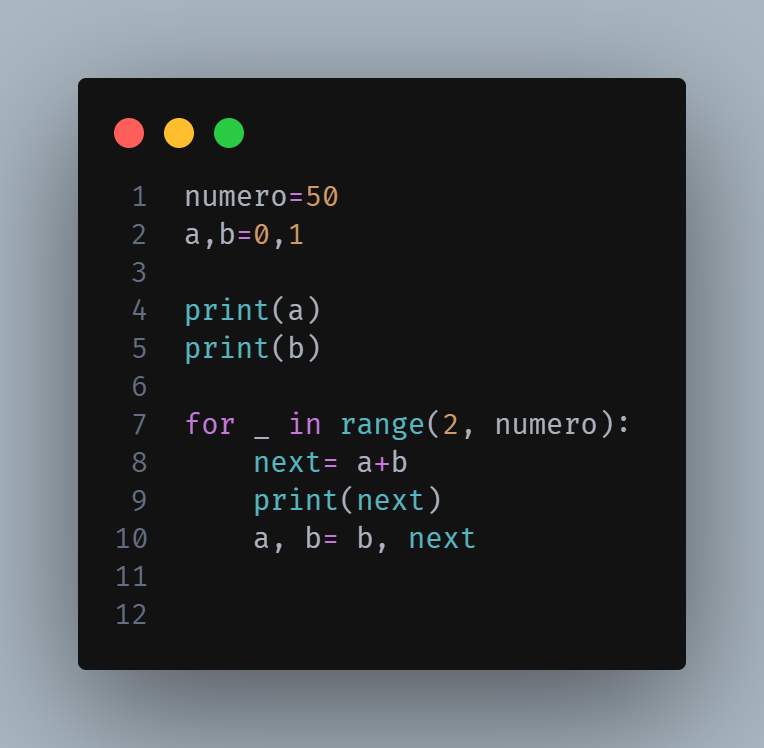 1 numero=50
2 a,b=0,1
3
4 print(a)
5 print(b)
6
7 for _ in range(2, numero):
8     next= a+b
9     print(next)
10     a, b= b, next
11
12